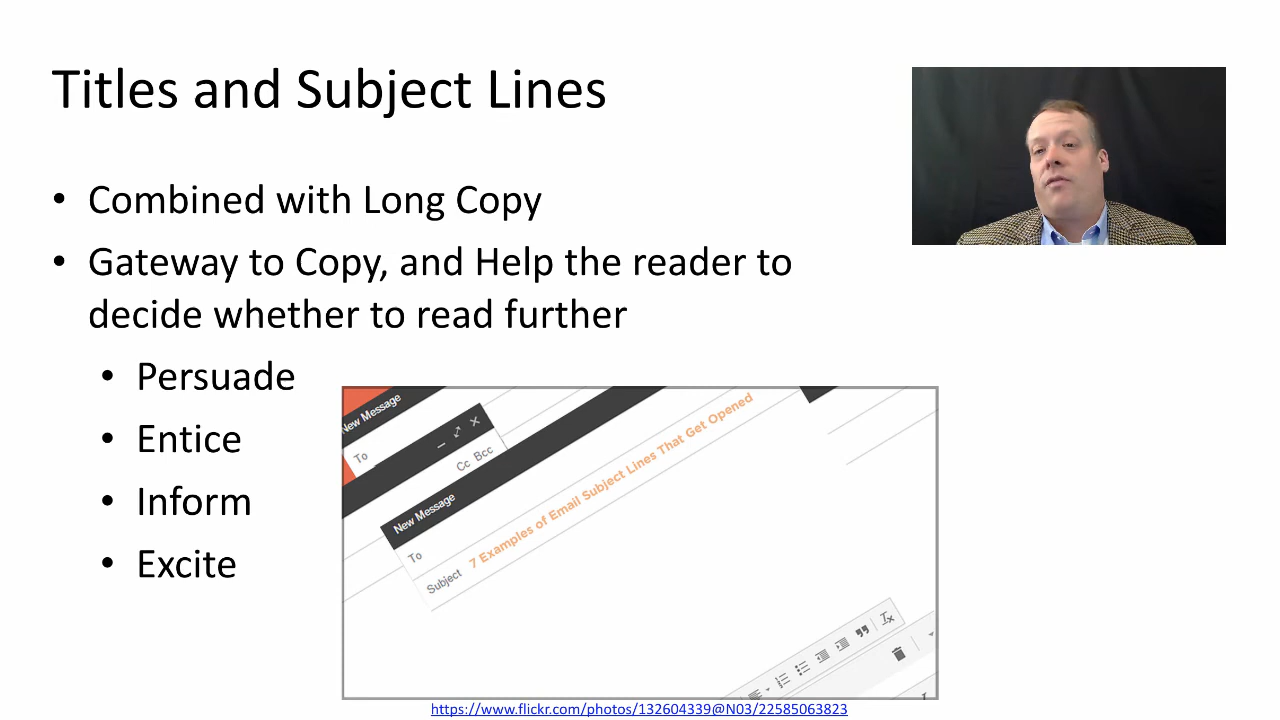 Titles and Subject Lines
• Combined with Long Copy
• Gateway to Copy, and Help the reader to
decide whether to read further
• Persuade
• Entice
• Inform
• Excite
New Message
To
Cc Bcc
New Message
To
Subject 7 Examples of Email Subject Lines That Get Opened
https://www.flickr.com/photos/132604339@N03/22585063823